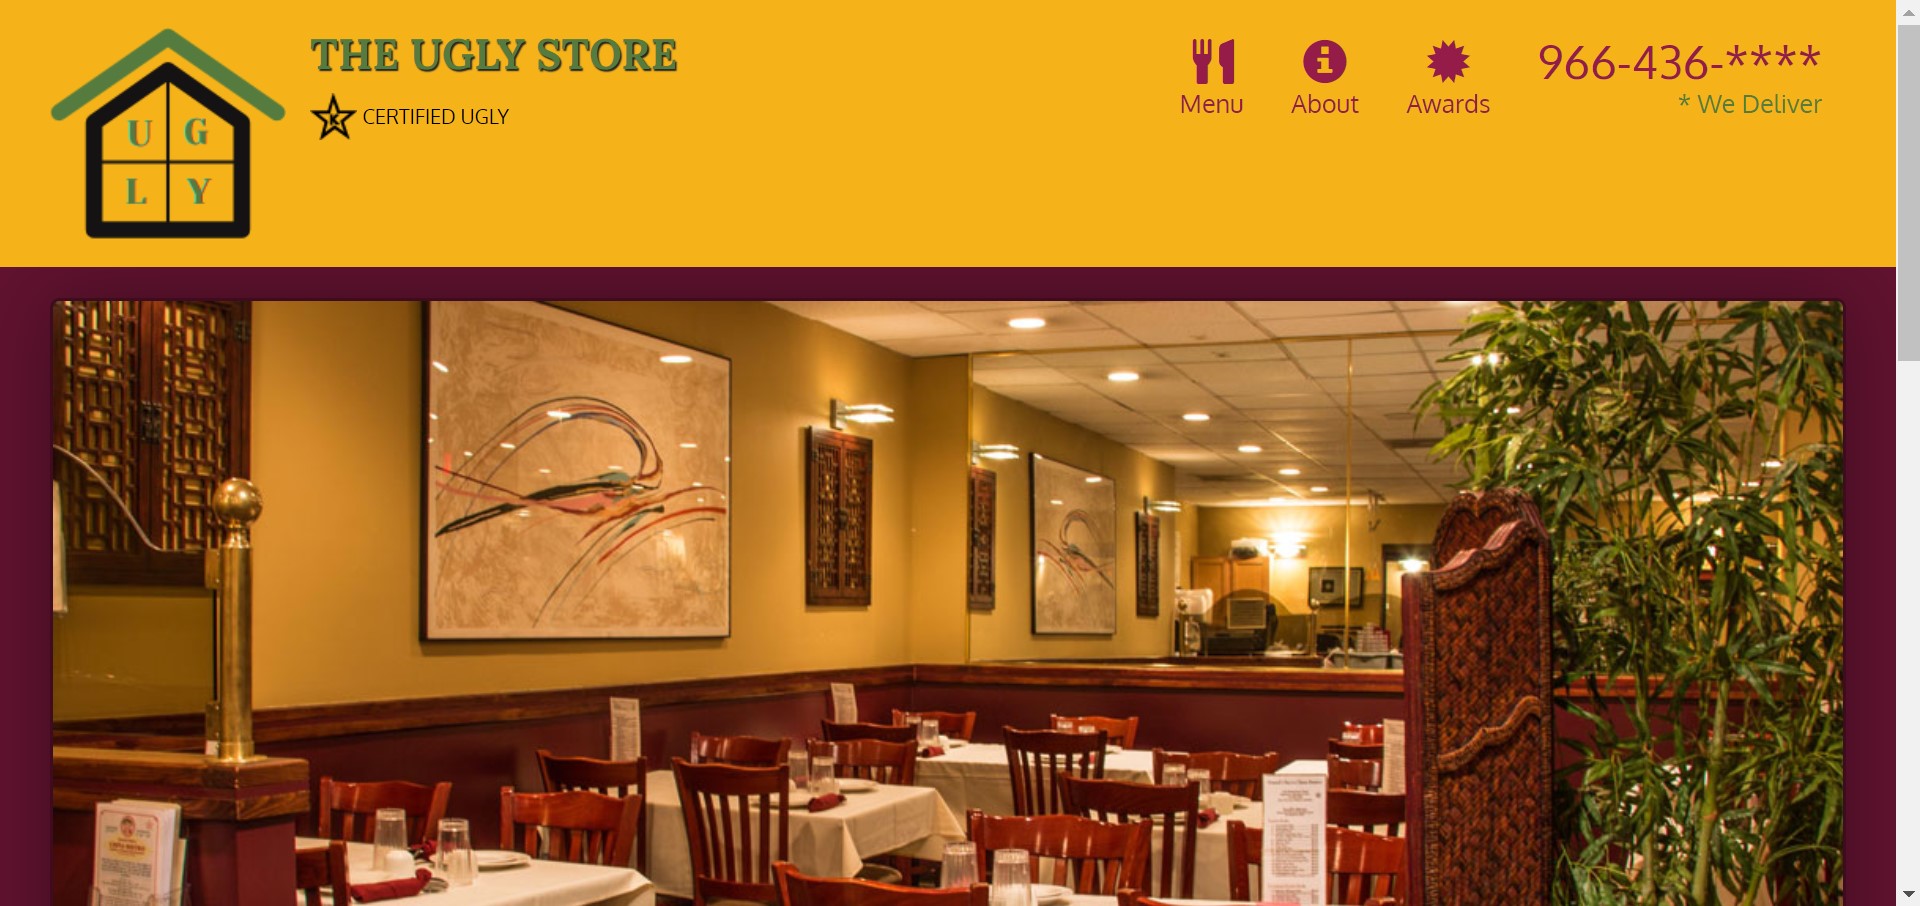 THE UGLY STORE
U G
L Y
K CERTIFIED UGLY
Menu
About
Awards
966-436-****
* We Deliver